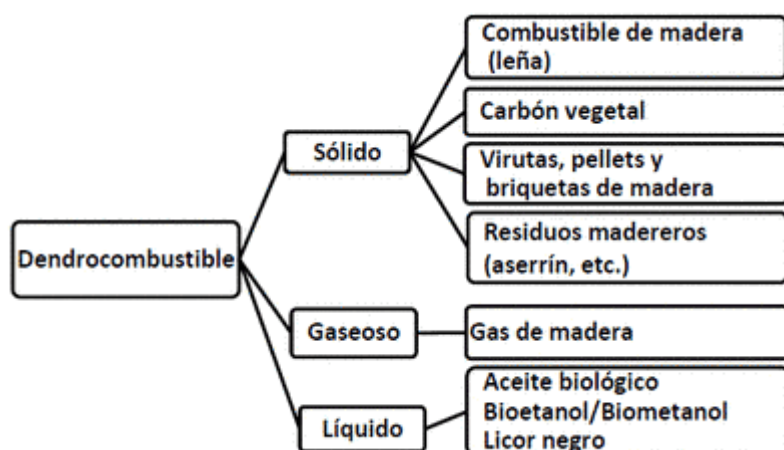 Dendrocombustible
Sólido
Combustible de madera
(leña)
Carbón vegetal
Virutas, pellets y
briquetas de madera
Residuos madereros
(aserrín, etc.)
Gaseoso
Gas de madera
Líquido
Aceite biológico
Bioetanol/Biometanol
Licor negro